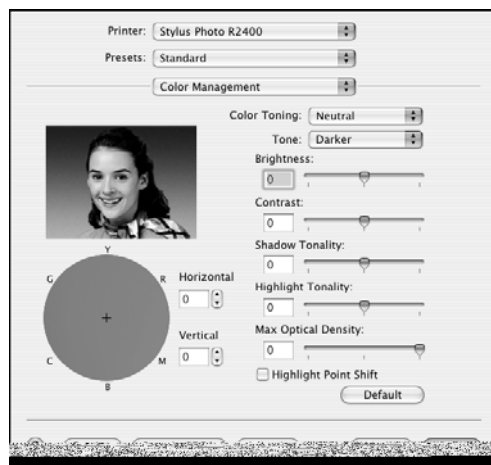 Printer: Stylus Photo R2400
Presets: Standard
Color Management
Color Toning: Neutral
Tone: Darker
Brightness:
0
Contrast:
0
Shadow Tonality:
0
Highlight Tonality:
0
Max Optical Density:
0
Highlight Point Shift
Default
Y
G R
C M
B
Horizontal
0
Vertical
0